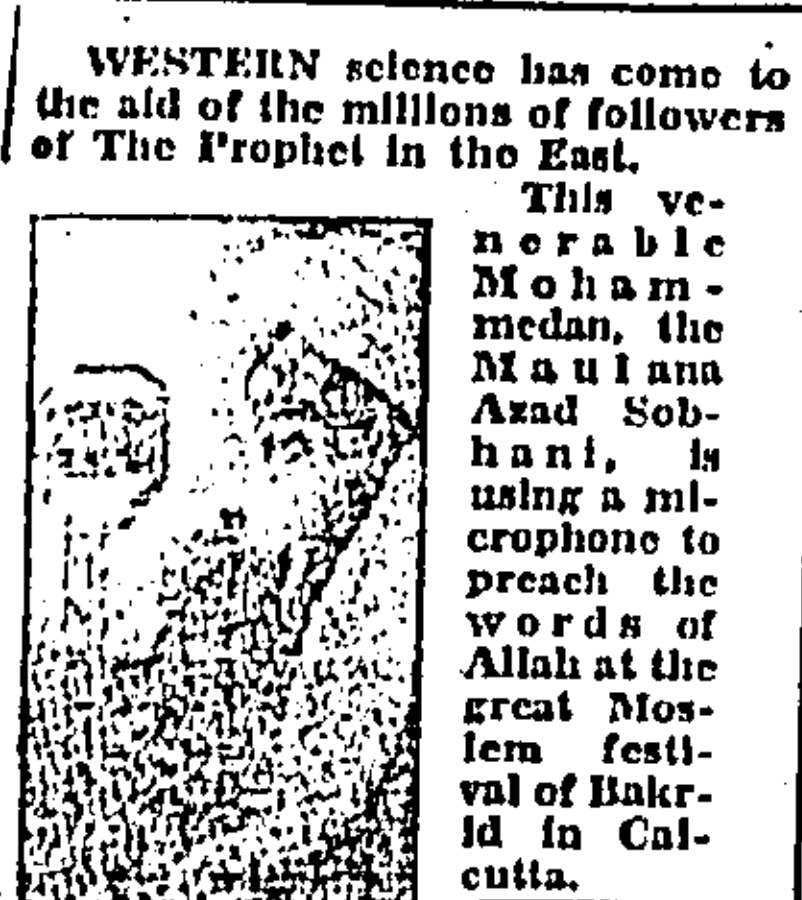 WESTERN science has come to
the aid of the millions of followers
of The Prophet in the East.
This ve-
nerable
Moham-
medan, the
Maulana
Azad Sob-
hani, is
using a mi-
crophone to
preach the
words of
Allah at the
great Mos-
lem festi-
val of Bakr-
Id in Cal-
cutta.